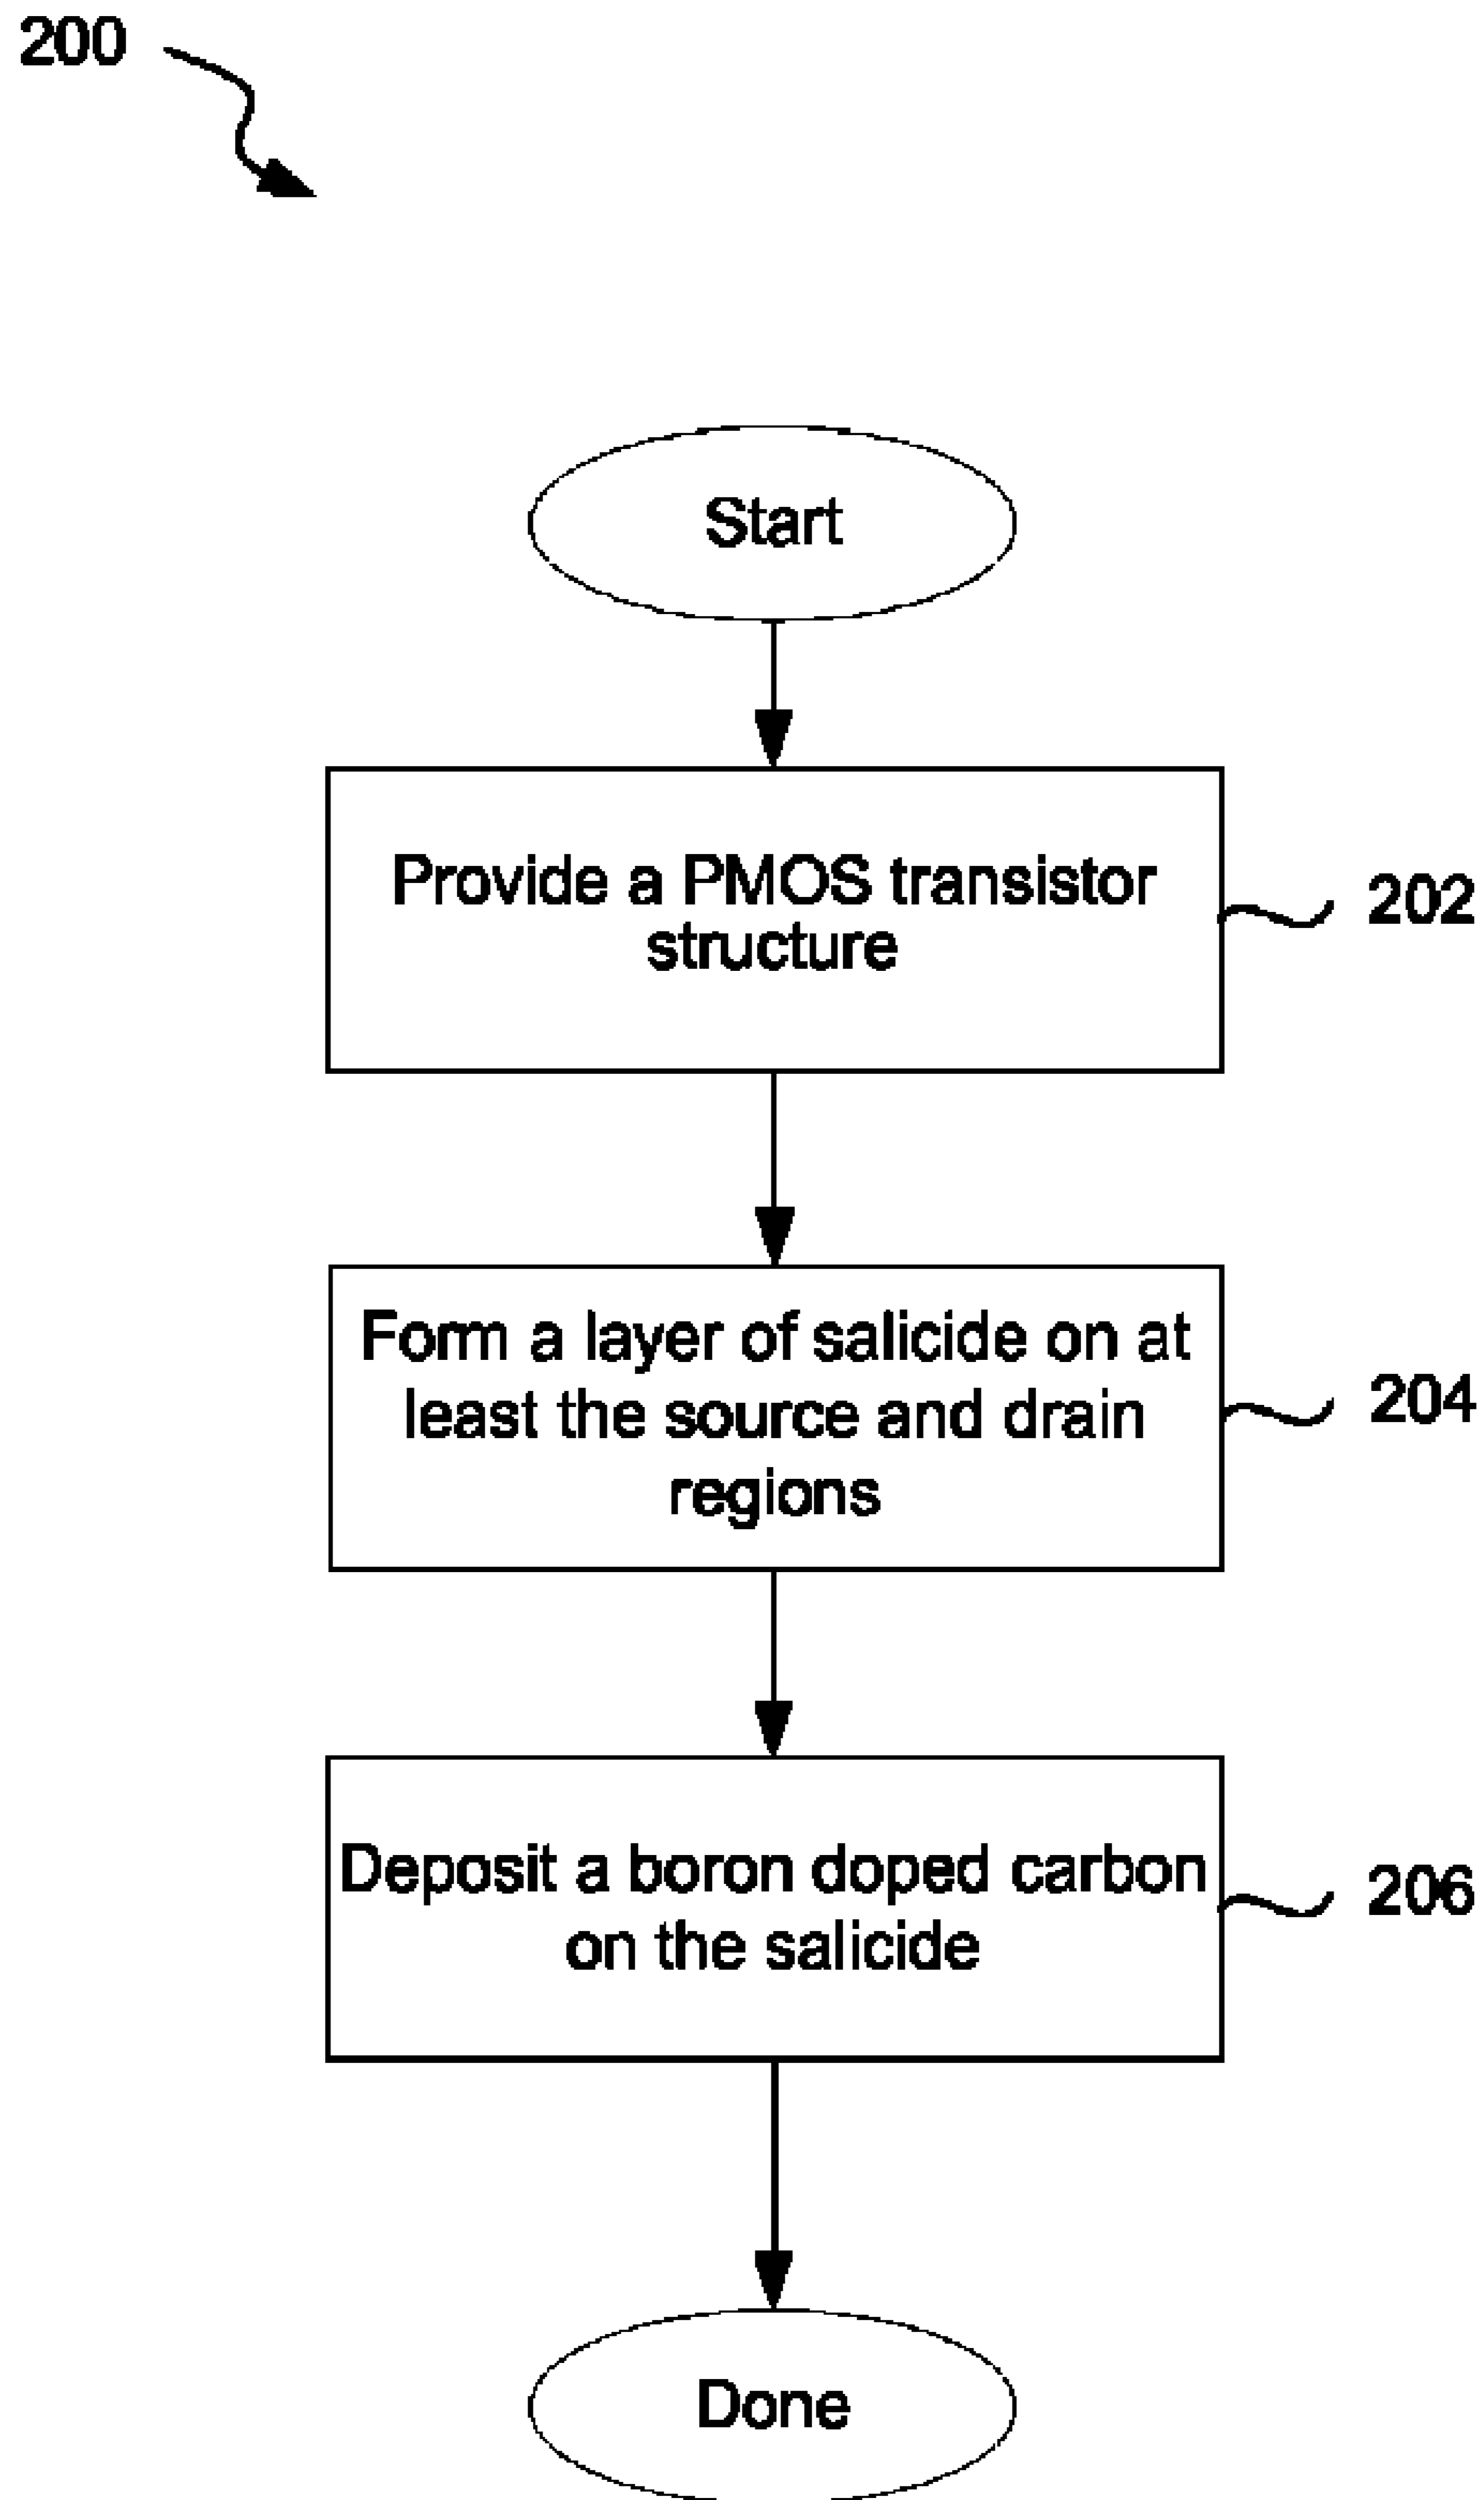 200
Start
Provide a PMOS transistor
structure
202
Form a layer of salicide on at
least the source and drain
regions
204
Deposit a boron doped carbon
on the salicide
206
Done